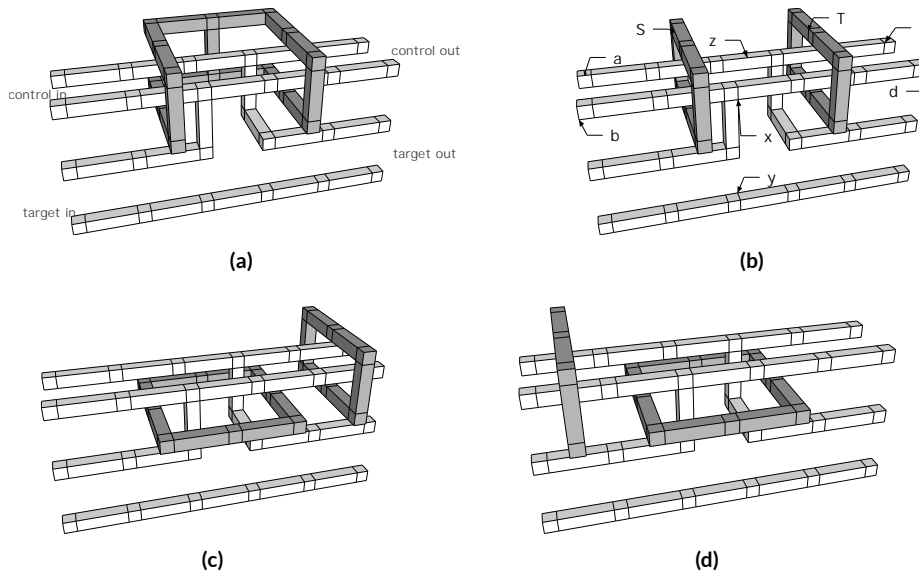 control out
control in
target out
target in
(a)
S
T
z
a
d
b
x
y
(b)
(c)
(d)